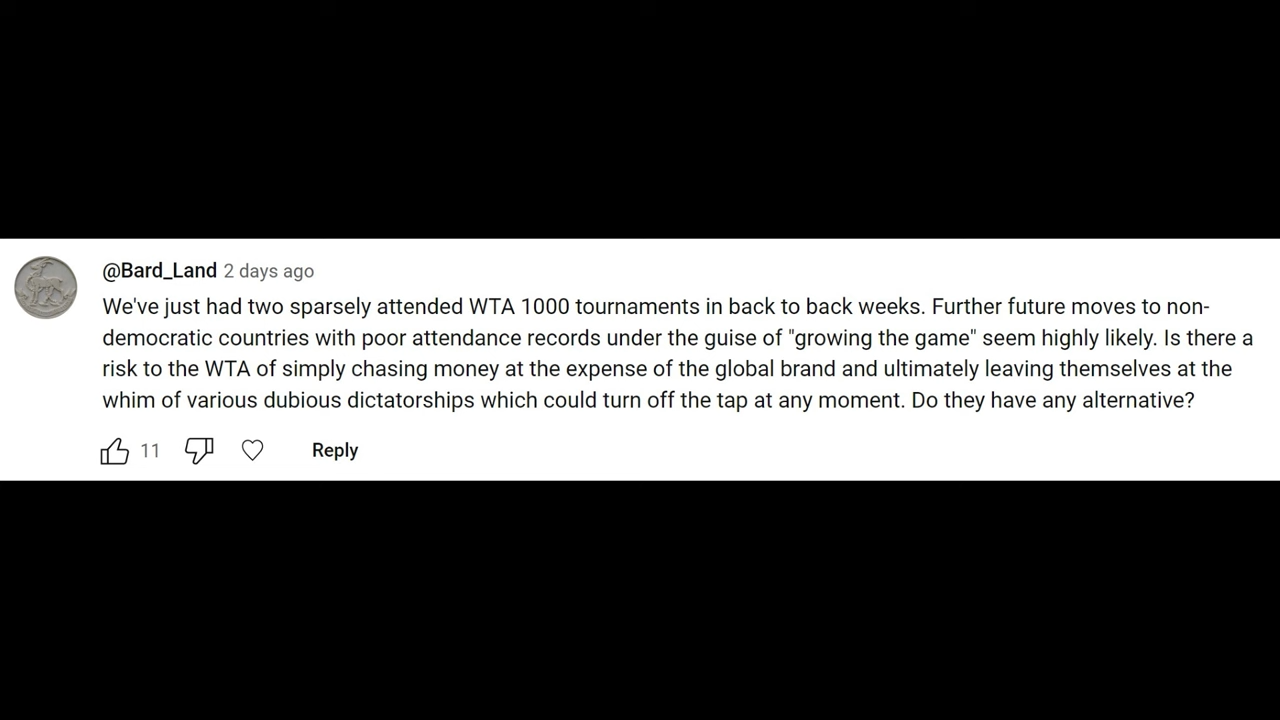 @Bard_Land 2 days ago
We've just had two sparsely attended WTA 1000 tournaments in back to back weeks. Further future moves to non-
democratic countries with poor attendance records under the guise of "growing the game" seem highly likely. Is there a
risk to the WTA of simply chasing money at the expense of the global brand and ultimately leaving themselves at the
whim of various dubious dictatorships which could turn off the tap at any moment. Do they have any alternative?
11 Reply